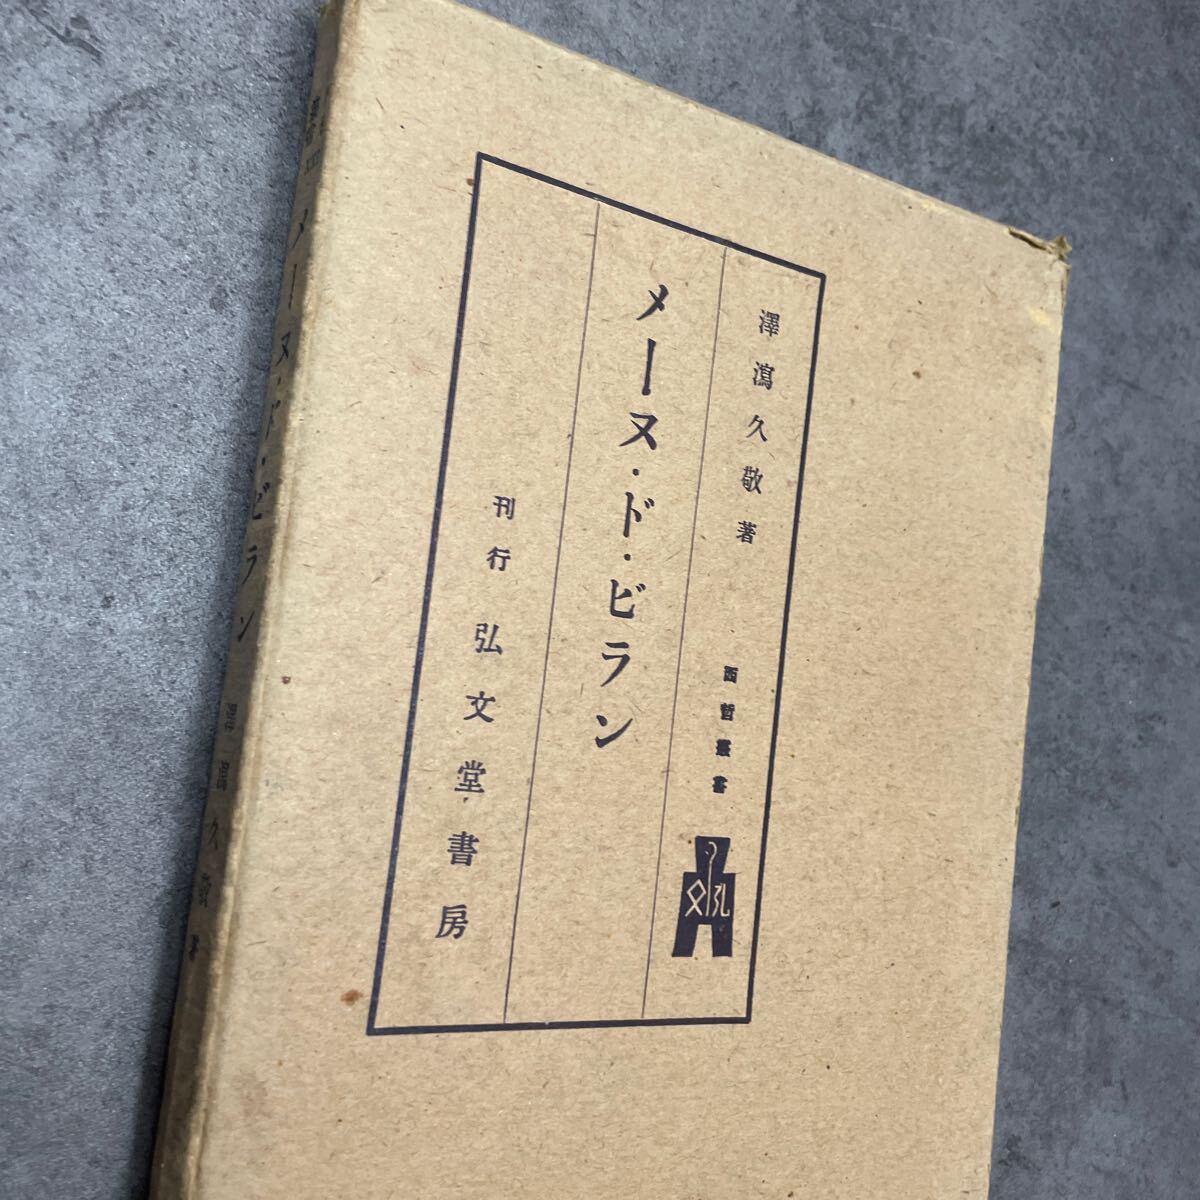 澤瀉久敬著
西哲叢書
メーヌ・ド・ビラン
刊行 弘文堂書房
メーヌ・ド・ビラン